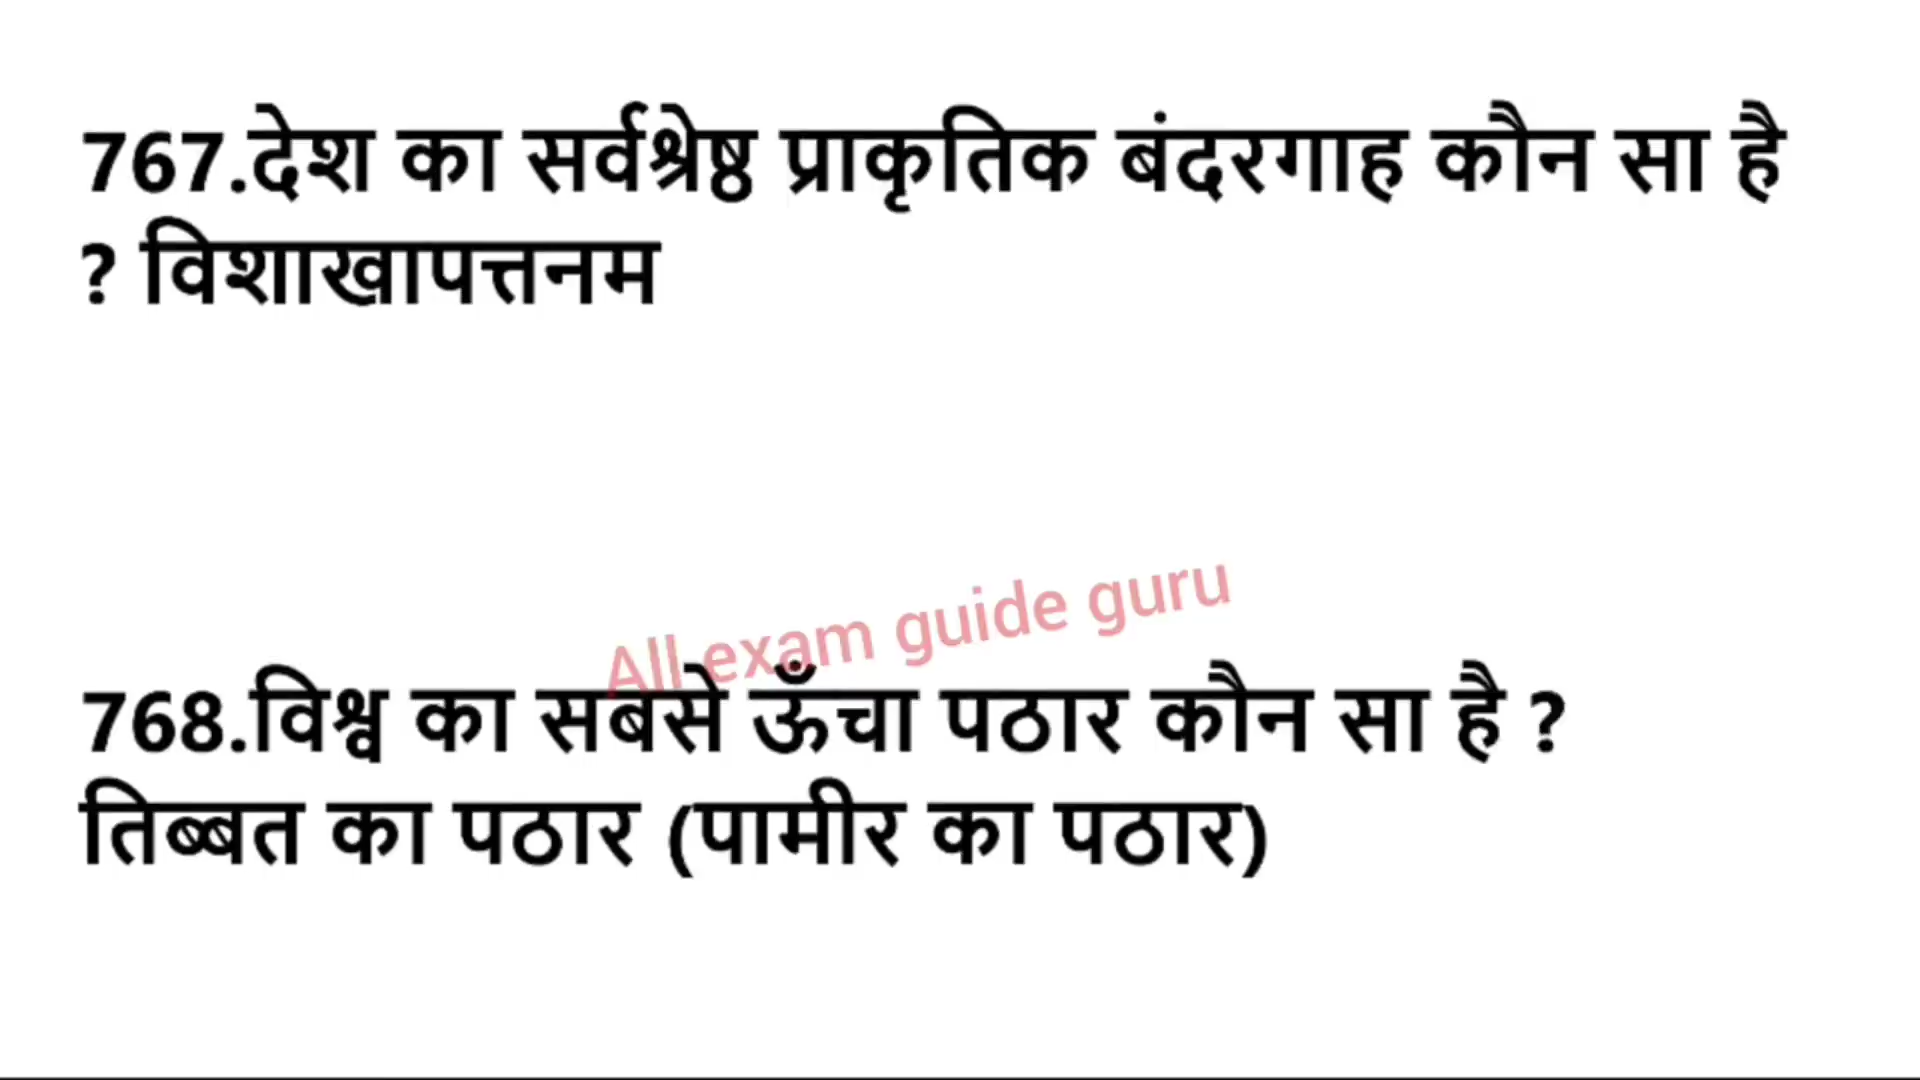 767.देश का सर्वश्रेष्ठ प्राकृतिक बंदरगाह कौन सा है
? विशाखापत्तनम
All exam guide guru
768.विश्व का सबसे ऊँचा पठार कौन सा है ?
तिब्बत का पठार (पामीर का पठार)